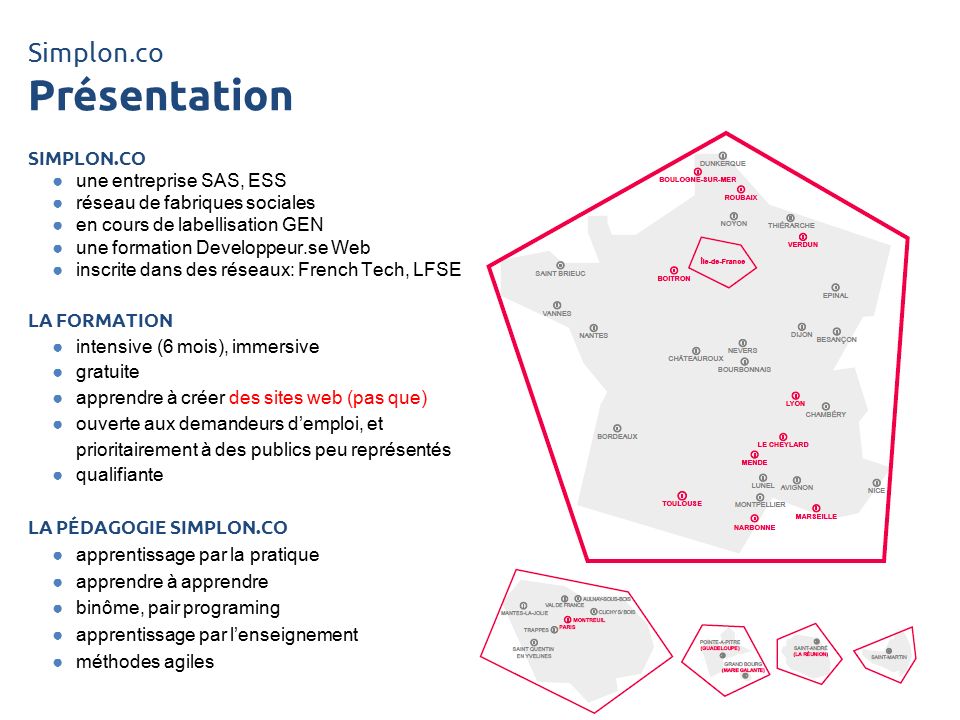 Simplon.co
Présentation
SIMPLON.CO
● une entreprise SAS, ESS
● réseau de fabriques sociales
● en cours de labellisation GEN
● une formation Developpeur.se Web
● inscrite dans des réseaux: French Tech, LFSE
LA FORMATION
● intensive (6 mois), immersive
● gratuite
● apprendre à créer des sites web (pas que)
● ouverte aux demandeurs d’emploi, et
prioritairement à des publics peu représentés
● qualifiante
LA PÉDAGOGIE SIMPLON.CO
● apprentissage par la pratique
● apprendre à apprendre
● binôme, pair programing
● apprentissage par l’enseignement
● méthodes agiles
DUNKERQUE
BOULOGNE-SUR-MER
ROUBAIX
NOYON
THIÉRARCHE
VERDUN
Île-de-France
SAINT BRIEUC
BOITRON
EPINAL
VANNES
NANTES
DIJON
BESANÇON
NEVERS
CHÂTEAUROUX
BOURBONNAIS
LYON
CHAMBÉRY
BORDEAUX
LE CHEYLARD
MENDE
LUNEL
AVIGNON
NICE
TOULOUSE
MONTPELLIER
MARSEILLE
NARBONNE
MANTES-LA-JOLIE
VAL DE FRANCE
AULNAY-SOUS-BOIS
CLICHY S/ BOIS
MONTREUIL
PARIS
TRAPPES
SAINT QUENTIN
EN YVELINES
POINTE-A-PITRE
(GUADELOUPE)
GRAND BOURG
(MARIE GALANTE)
SAINT-ANDRÉ
(LA RÉUNION)
SAINT-MARTIN